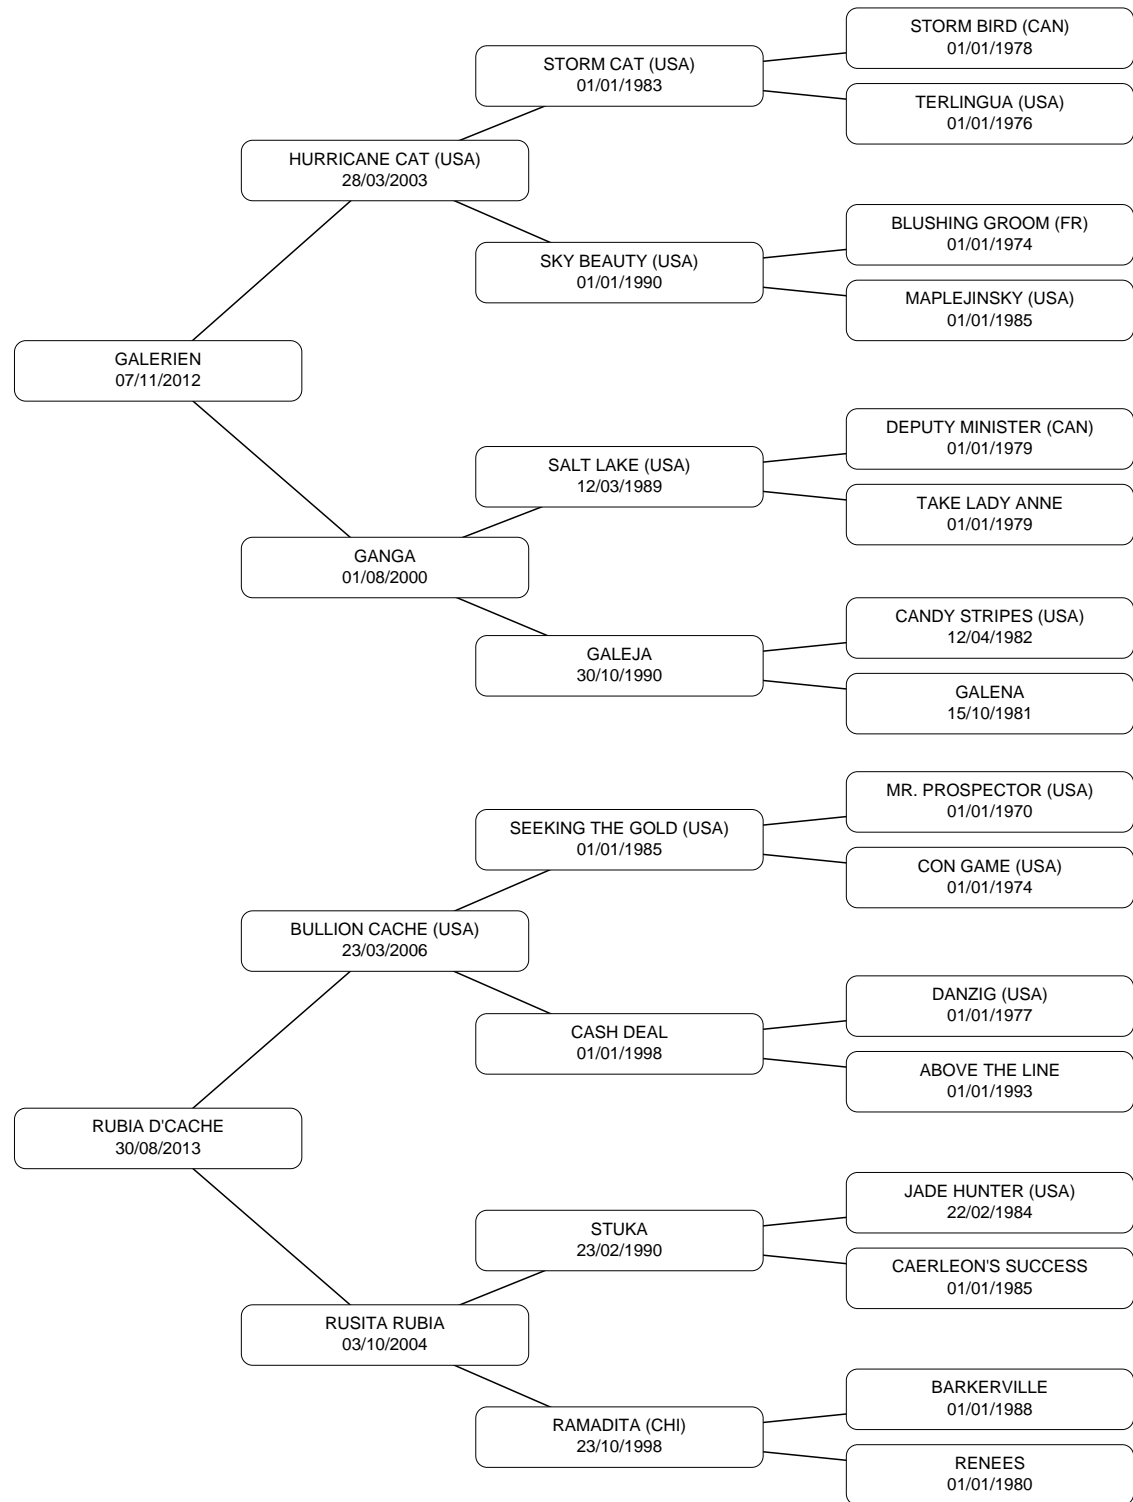 STORM BIRD (CAN)
01/01/1978
STORM CAT (USA)
01/01/1983
TERLINGUA (USA)
01/01/1976
HURRICANE CAT (USA)
28/03/2003
BLUSHING GROOM (FR)
01/01/1974
SKY BEAUTY (USA)
01/01/1990
MAPLEJINSKY (USA)
01/01/1985
GALERIEN
07/11/2012
DEPUTY MINISTER (CAN)
01/01/1979
SALT LAKE (USA)
12/03/1989
TAKE LADY ANNE
01/01/1979
GANGA
01/08/2000
CANDY STRIPES (USA)
12/04/1982
GALEJA
30/10/1990
GALENA
15/10/1981
MR. PROSPECTOR (USA)
01/01/1970
SEEKING THE GOLD (USA)
01/01/1985
CON GAME (USA)
01/01/1974
BULLION CACHE (USA)
23/03/2006
DANZIG (USA)
01/01/1977
CASH DEAL
01/01/1998
ABOVE THE LINE
01/01/1993
RUBIA D'CACHE
30/08/2013
JADE HUNTER (USA)
22/02/1984
STUKA
23/02/1990
CAERLEON'S SUCCESS
01/01/1985
RUSITA RUBIA
03/10/2004
BARKERVILLE
01/01/1988
RAMADITA (CHI)
23/10/1998
RENEES
01/01/1980